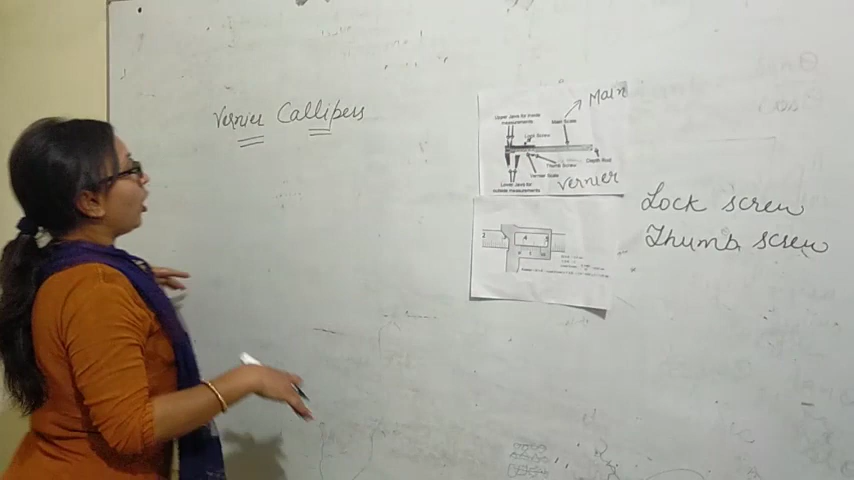 Vernier Callipers
Main
Upper Jaws for inside
measurements
Main Scale
Lock Screw
Depth Rod
Thumb Screw
Vernier Scale
Vernier
Lower Jaws for
outside measurements
Lock screw
Thumb screw
4